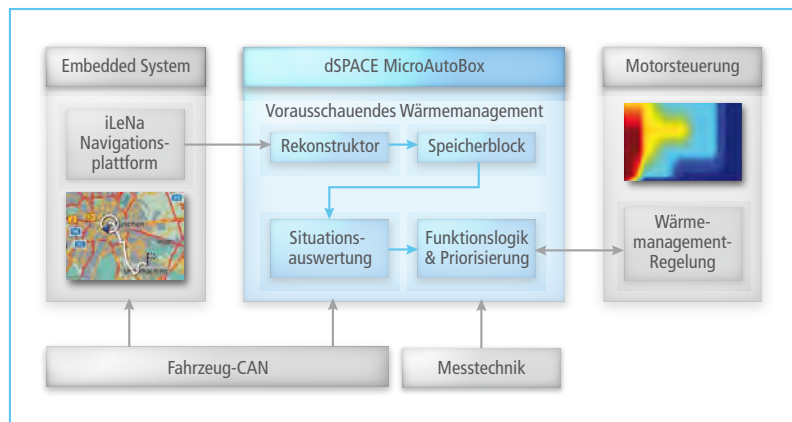 Embedded System
dSPACE MicroAutoBox
Motorsteuerung
iLeNa
Navigations-
plattform
Vorausschauendes Wärmemanagement
Rekonstruktor
Speicherblock
Situations-
auswertung
Funktionslogik
& Priorisierung
Wärme-
management-
Regelung
Fahrzeug-CAN
Messtechnik